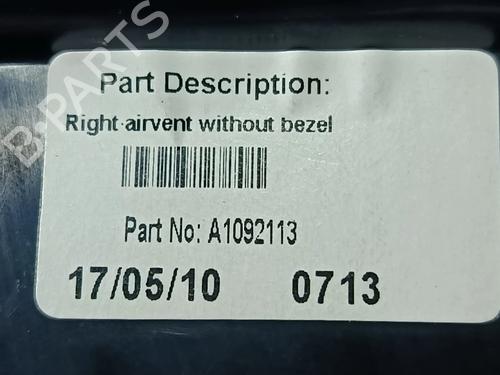 B-PARTS
Part Description:
Right airvent without bezel
Part No: A1092113
17/05/10 0713